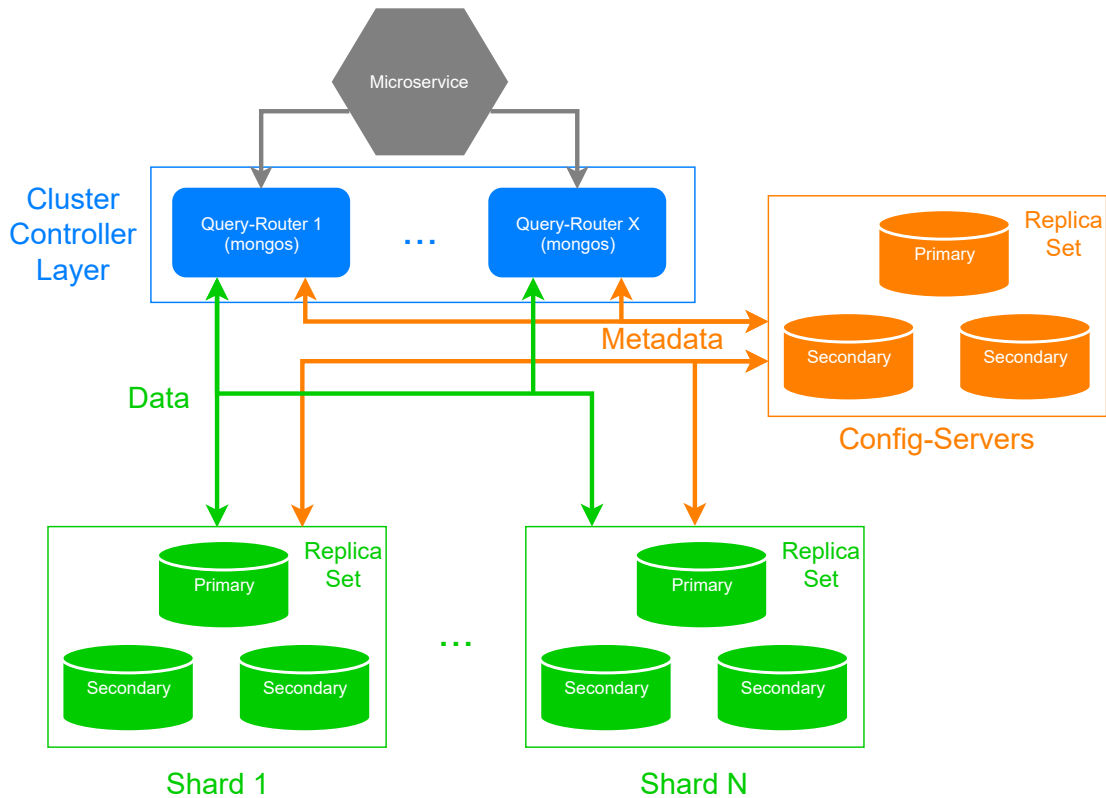 Microservice
Cluster
Controller
Layer
Query-Router 1
(mongos)
...
Query-Router X
(mongos)
Replica
Set
Primary
Secondary
Secondary
Config-Servers
Metadata
Data
Replica
Set
Primary
Secondary
Secondary
Shard 1
...
Replica
Set
Primary
Secondary
Secondary
Shard N